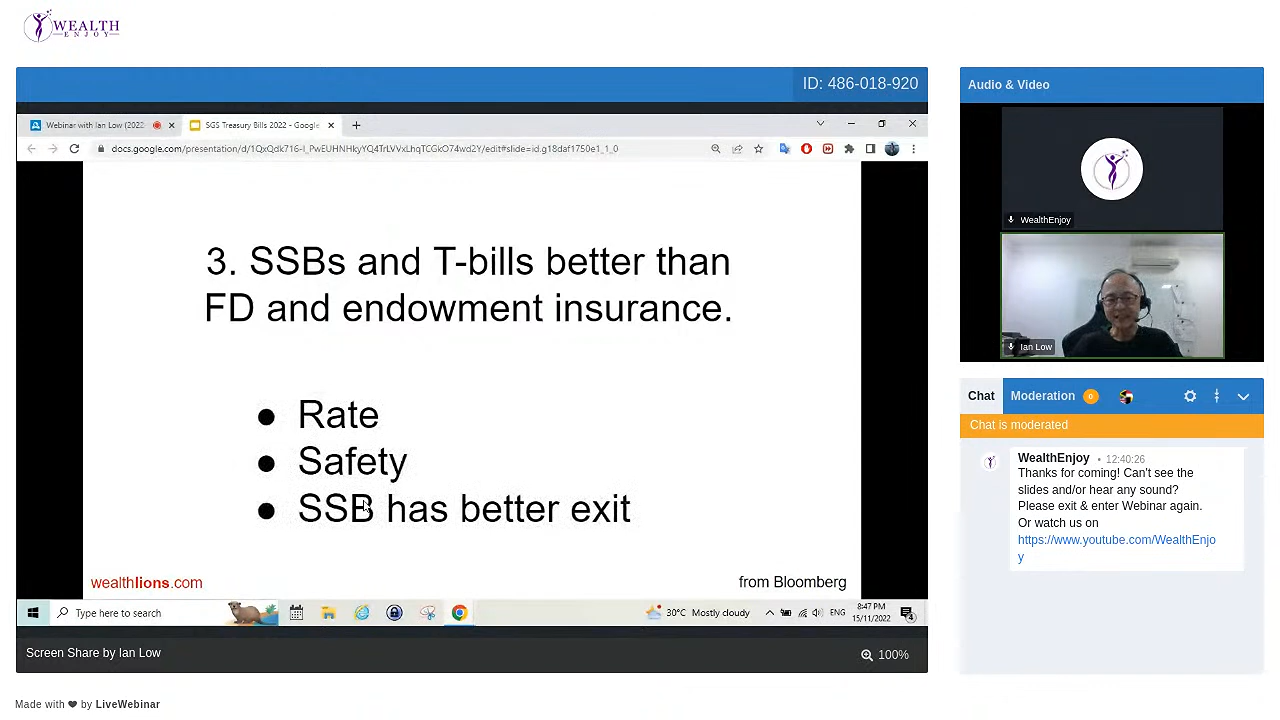 WEALTH
ENJOY
ID: 486-018-920
Audio & Video
Webinar with Ian Low (2022
SGS Treasury Bills 2022 - Google
docs.google.com/presentation/d/1QxQdk716-I_PwEUHNHkyYQ4TrLVVxLhqTCGkO74wd2Y/edit#slide=id.g18daf1750e1_1_0
3. SSBs and T-bills better than
FD and endowment insurance.
● Rate
● Safety
● SSB has better exit
wealthlions.com
from Bloomberg
Type here to search
30°C Mostly cloudy
ENG
8:47 PM
15/11/2022
4
Screen Share by Ian Low
100%
WealthEnjoy
Ian Low
Chat
Moderation 0
Chat is moderated
WealthEnjoy • 12:40:26
Thanks for coming! Can't see the
slides and/or hear any sound?
Please exit & enter Webinar again.
Or watch us on
https://www.youtube.com/WealthEnjo
y
Made with ❤ by LiveWebinar